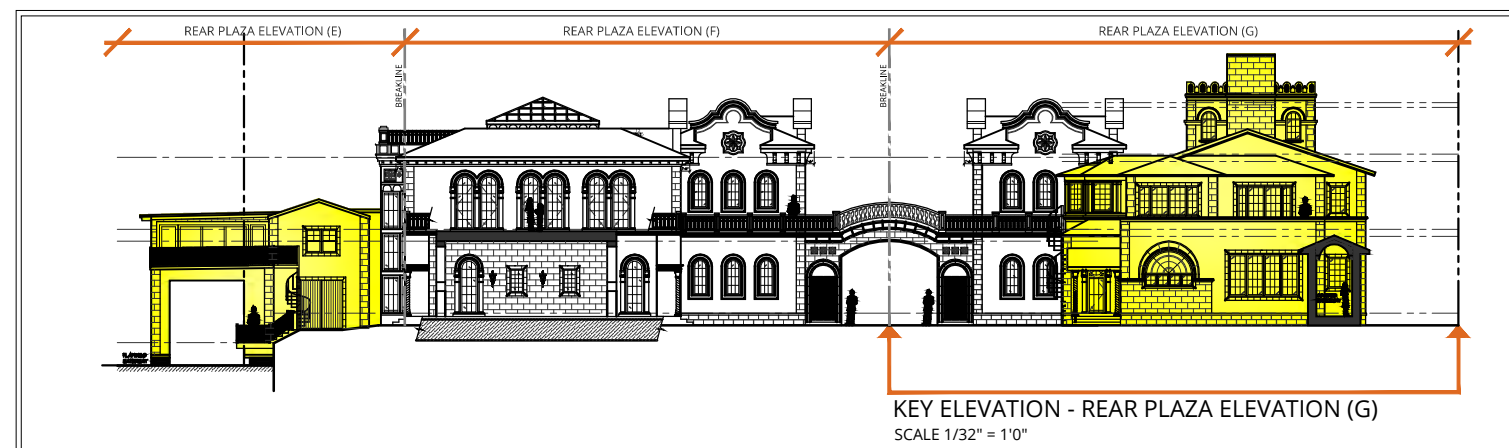 REAR PLAZA ELEVATION (E)
REAR PLAZA ELEVATION (F)
REAR PLAZA ELEVATION (G)
BREAKLINE
BREAKLINE
KEY ELEVATION - REAR PLAZA ELEVATION (G)
SCALE 1/32" = 1'0"